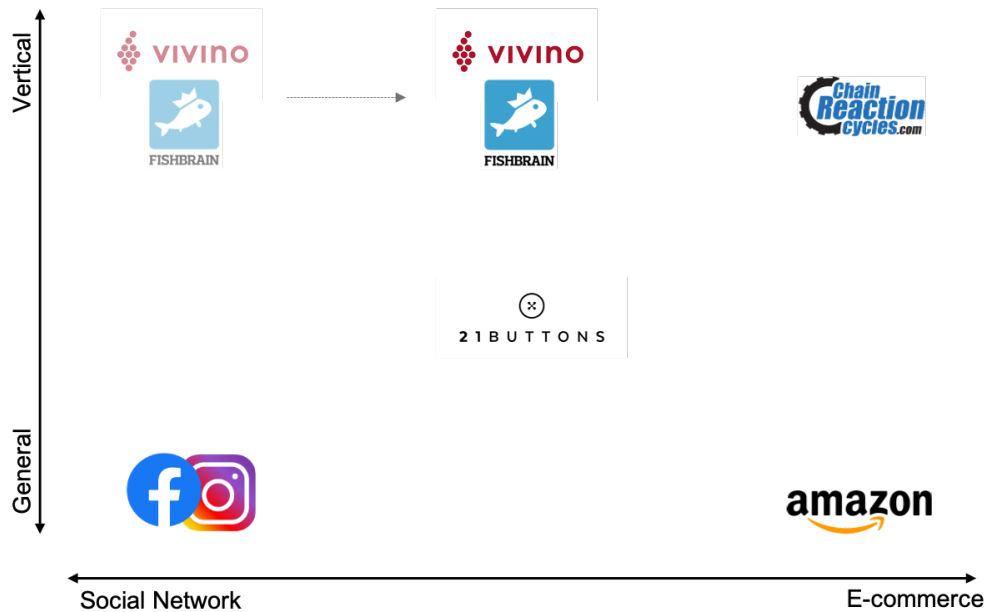 Vertical
VIVINO
FISHBRAIN
VIVINO
FISHBRAIN
Chain
Reaction
cycles.com
21BUTTONS
General
f
amazon
Social Network
E-commerce